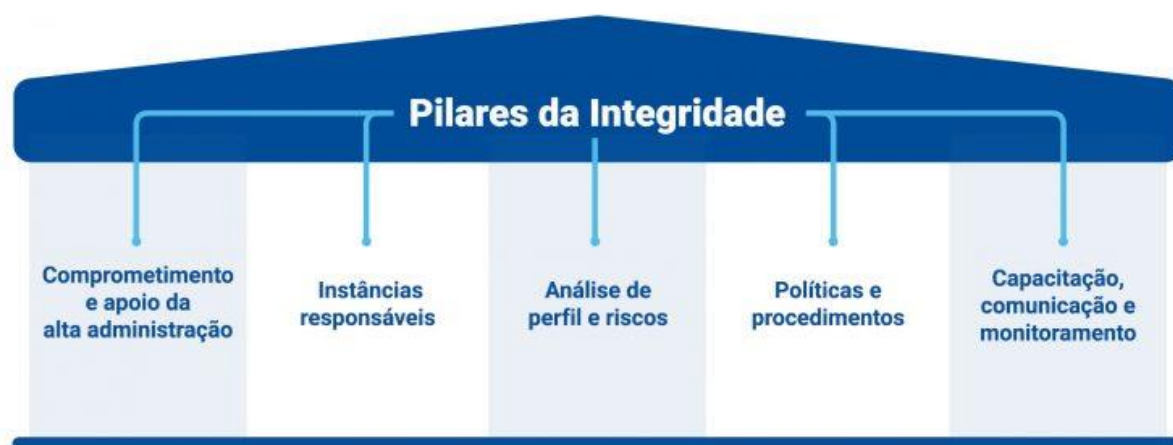 Pilares da Integridade
Comprometimento
e apoio da
alta administração
Instâncias
responsáveis
Análise de
perfil e riscos
Políticas e
procedimentos
Capacitação,
comunicação e
monitoramento